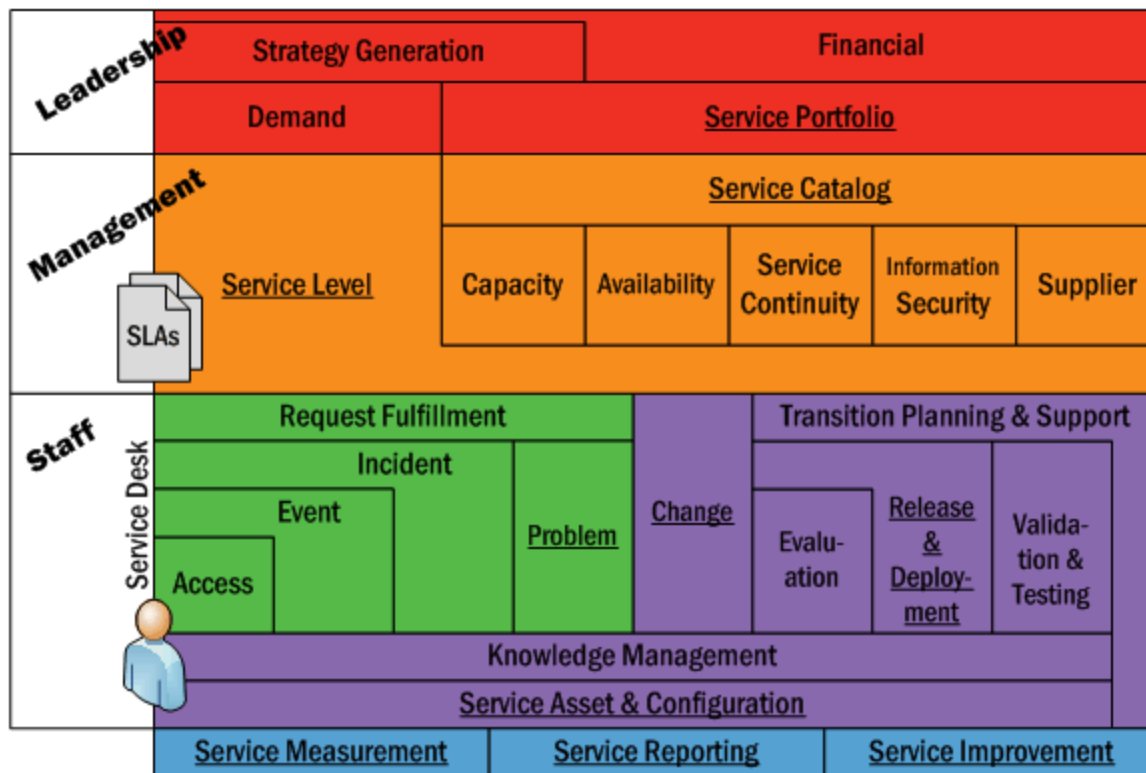 Leadership
Strategy Generation
Financial
Demand
Service Portfolio
Management
Service Catalog
Service Level
SLAs
Capacity
Availability
Service
Continuity
Information
Security
Supplier
Staff
Service Desk
Request Fulfillment
Incident
Event
Access
Problem
Change
Transition Planning & Support
Evalu-
ation
Release
&
Deploy-
ment
Valida-
tion &
Testing
Knowledge Management
Service Asset & Configuration
Service Measurement
Service Reporting
Service Improvement